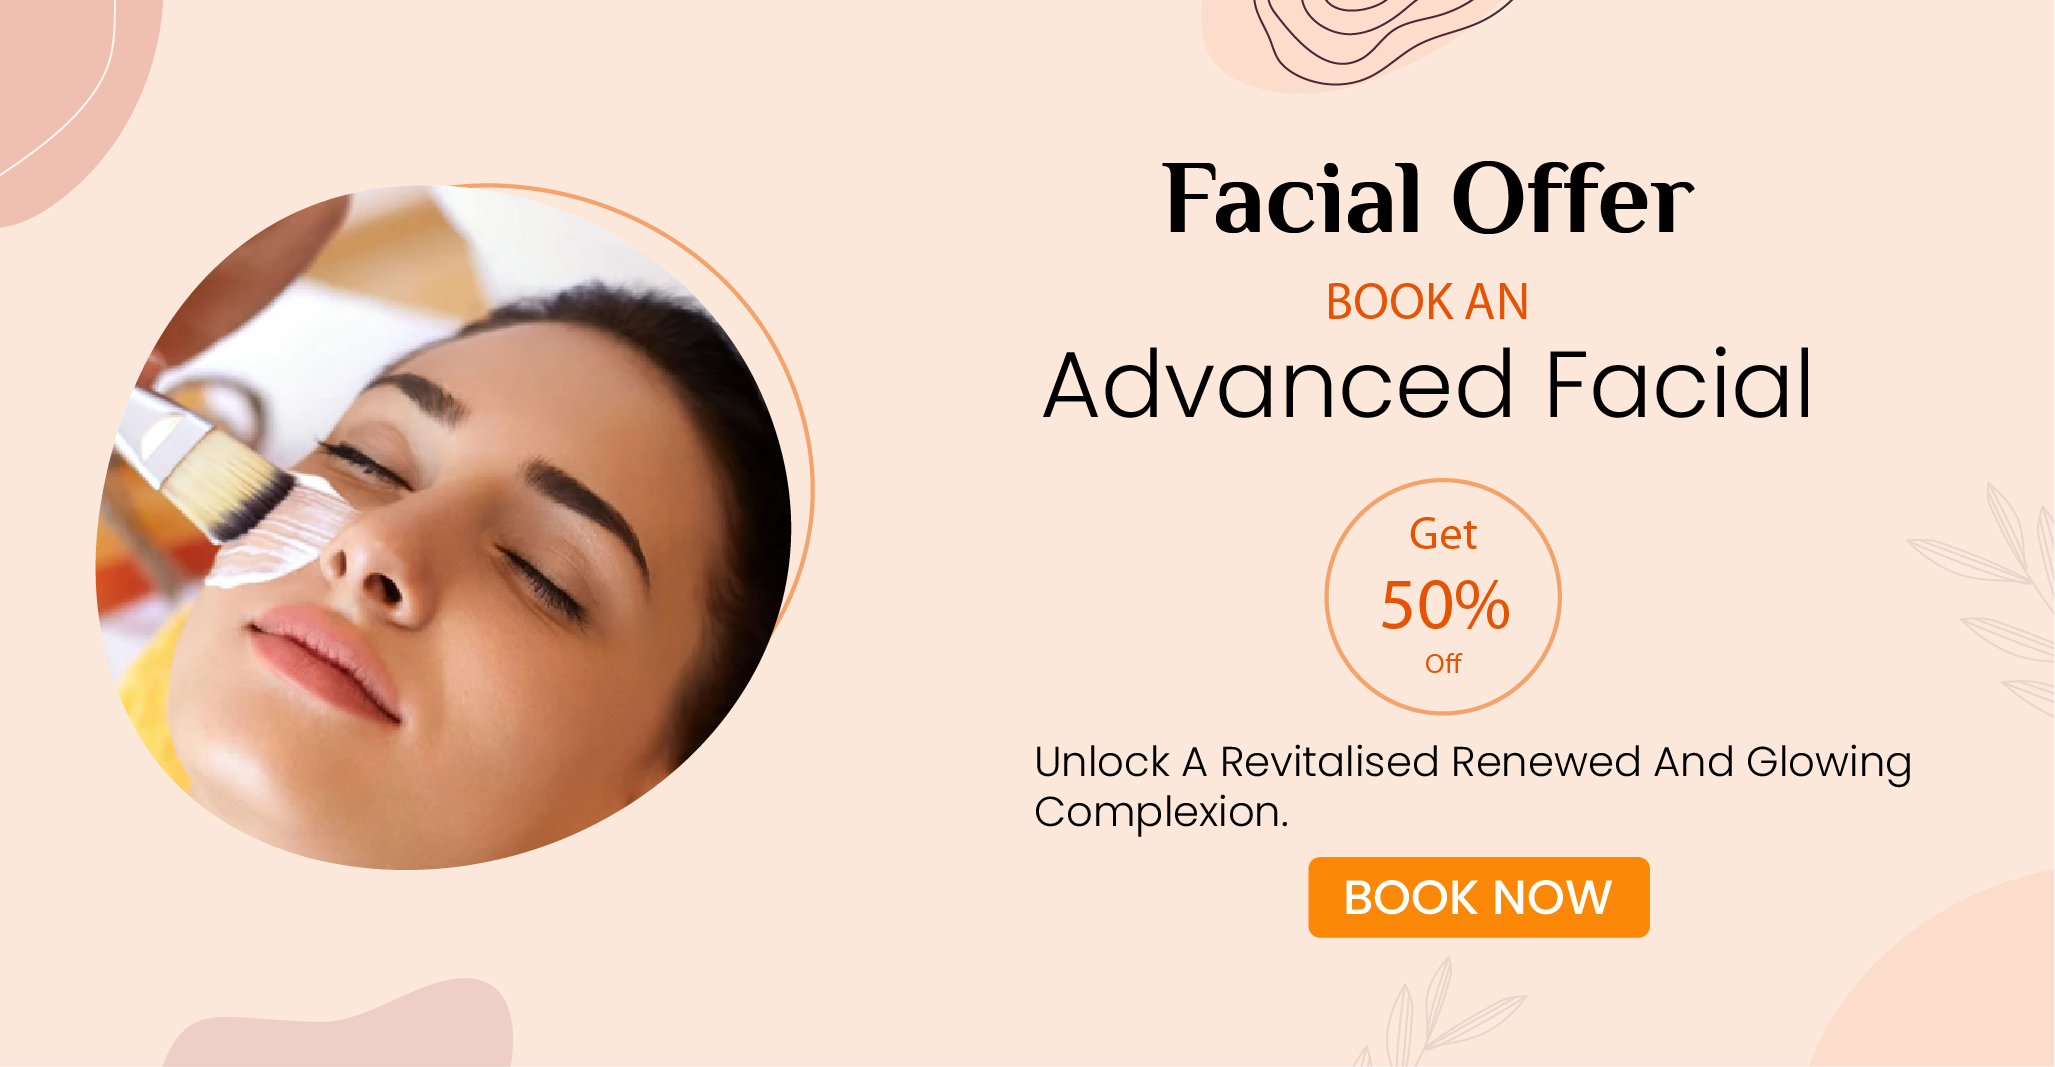 Facial Offer
BOOK AN
Advanced Facial
Get
50%
Off
Unlock A Revitalised Renewed And Glowing
Complexion.
BOOK NOW